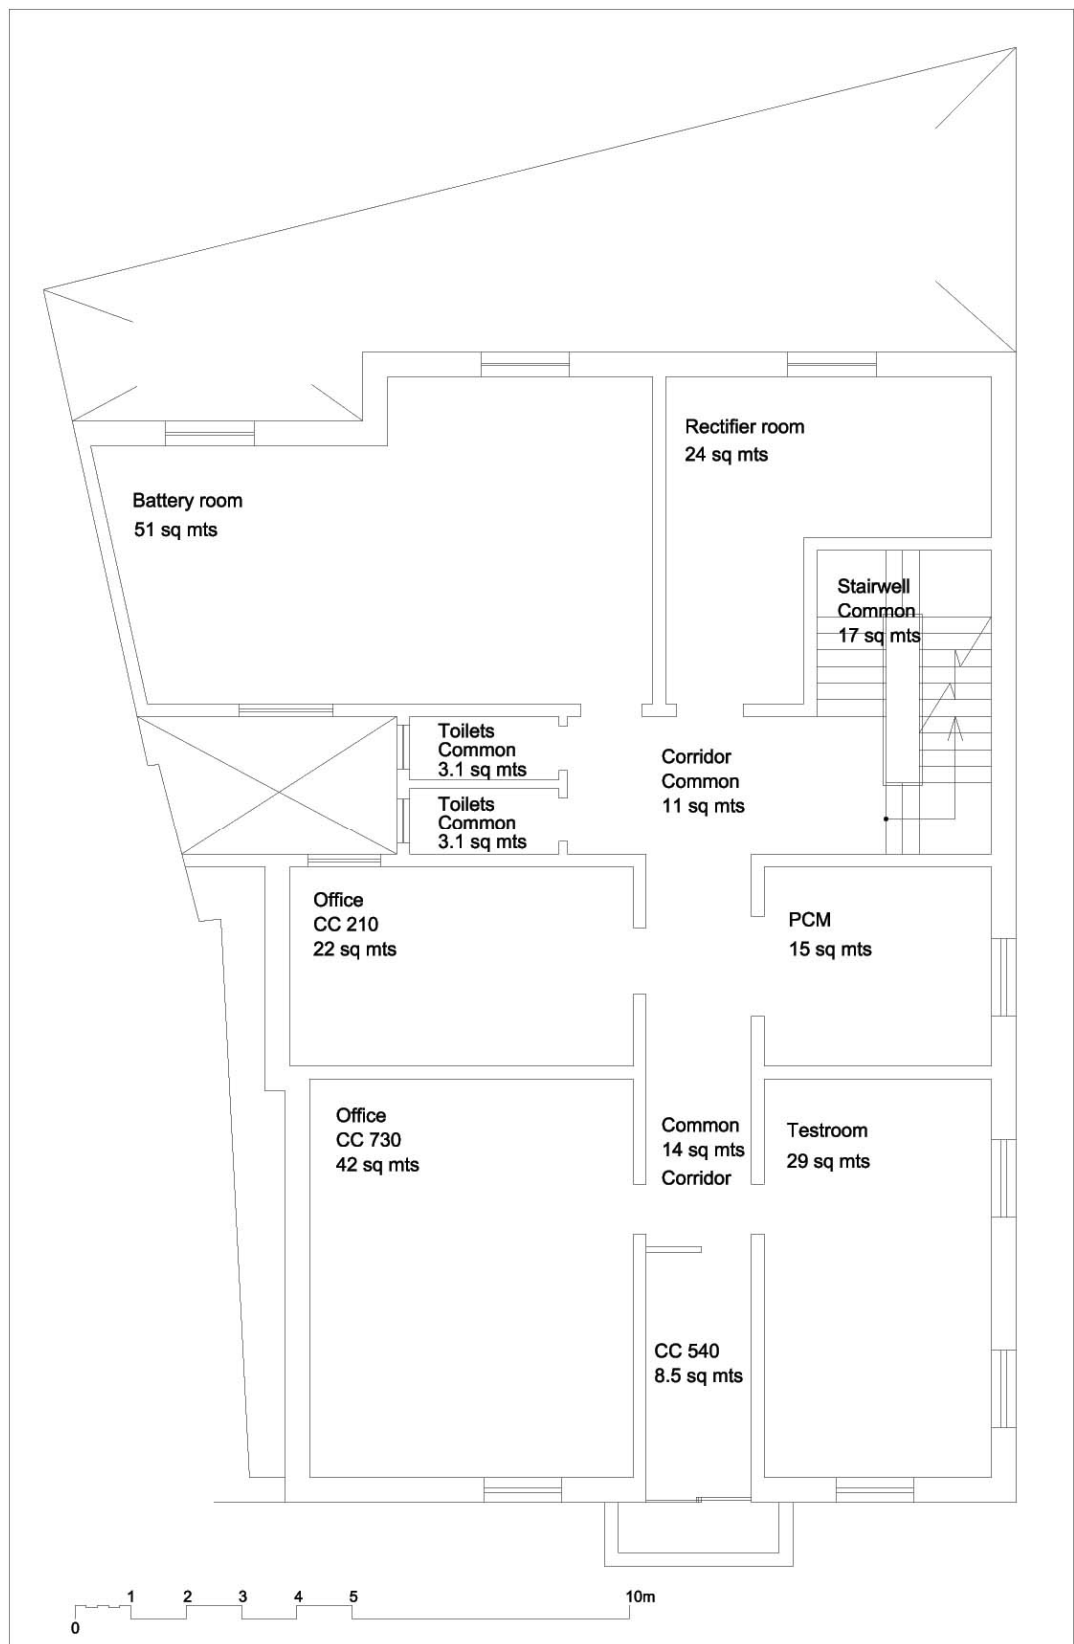 Rectifier room
24 sq mts
Battery room
51 sq mts
Stairwell
Common
17 sq mts
Toilets
Common
3.1 sq mts
Corridor
Common
11 sq mts
Toilets
Common
3.1 sq mts
Office
CC 210
22 sq mts
PCM
15 sq mts
Office
CC 730
42 sq mts
Common
14 sq mts
Corridor
Testroom
29 sq mts
CC 540
8.5 sq mts
0 1 2 3 4 5 10m